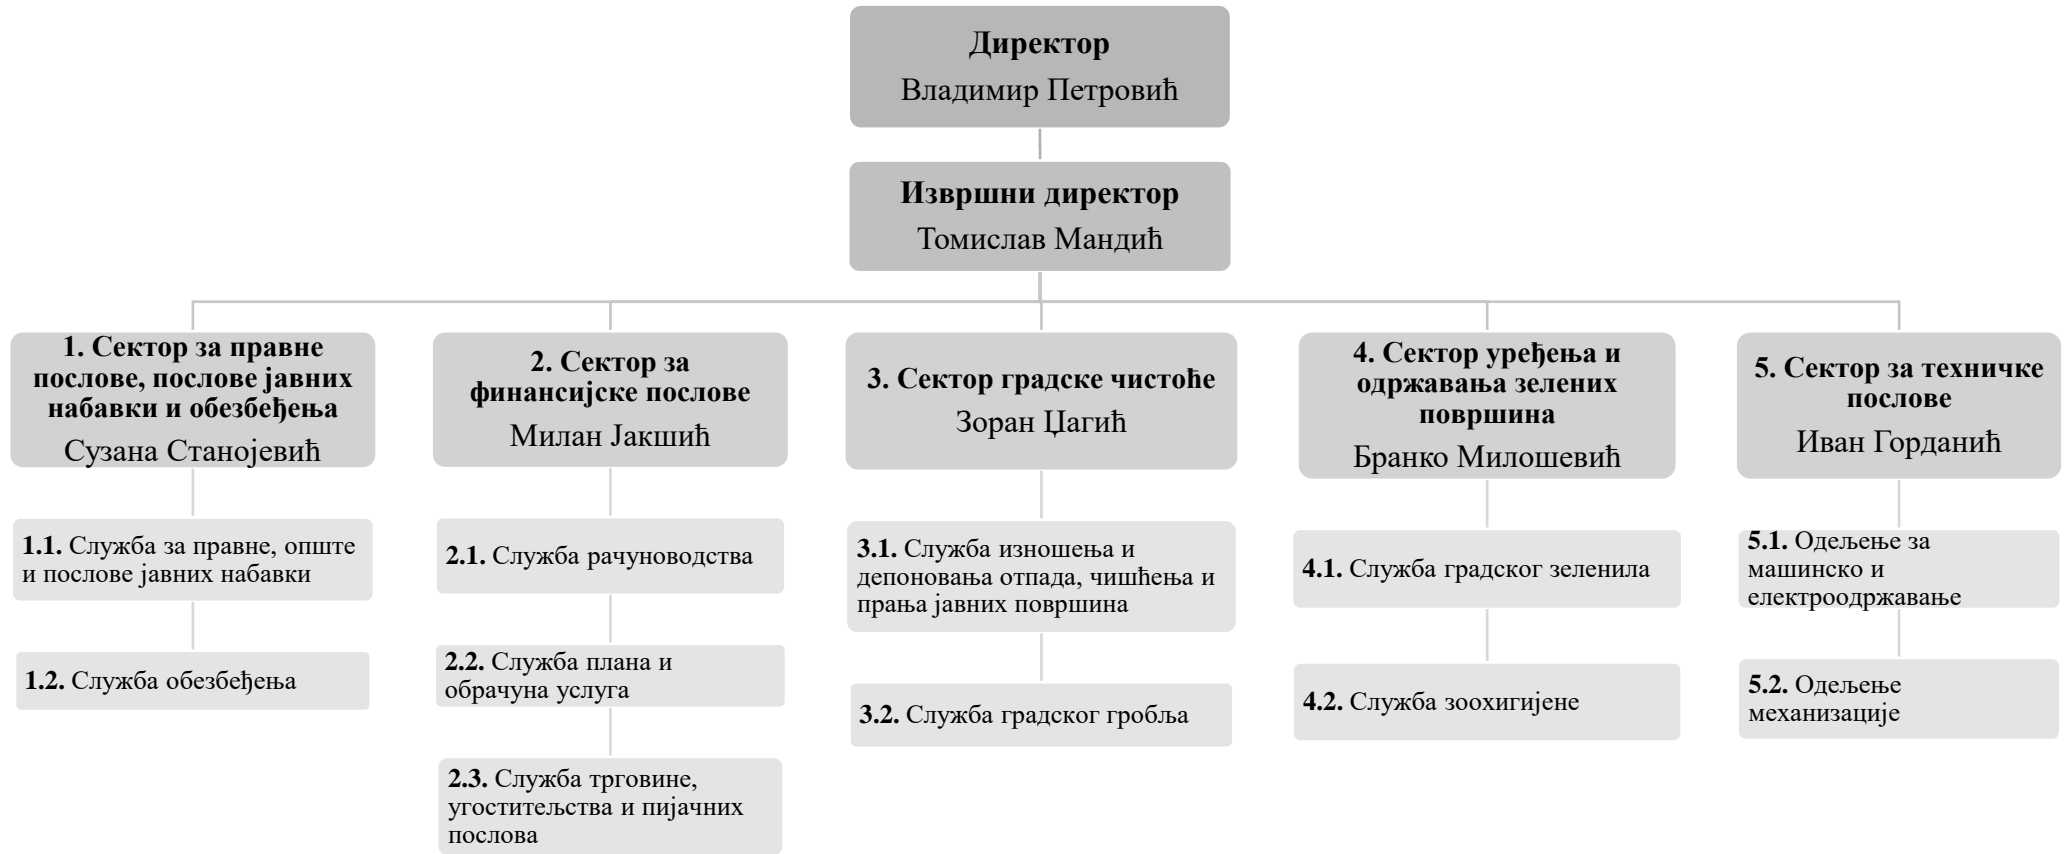 Директор
Владимир Петровић
Извршни директор
Томислав Мандић
1. Сектор за правне
послове, послове јавних
набавки и обезбеђења
Сузана Станојевић
1.1. Служба за правне, опште
и послове јавних набавки
1.2. Служба обезбеђења
2. Сектор за
финансијске послове
Милан Јакшић
2.1. Служба рачуноводства
2.2. Служба плана и
обрачуна услуга
2.3. Служба трговине,
угоститељства и пијачних
послова
3. Сектор градске чистоће
Зоран Џагић
3.1. Служба изношења и
депоновања отпада, чишћења и
прања јавних површина
3.2. Служба градског гробља
4. Сектор уређења и
одржавања зелених
површина
Бранко Милошевић
4.1. Служба градског зеленила
4.2. Служба зоохигијене
5. Сектор за техничке
послове
Иван Горданић
5.1. Одељење за
машинско и
електроодржавање
5.2. Одељење
механизације